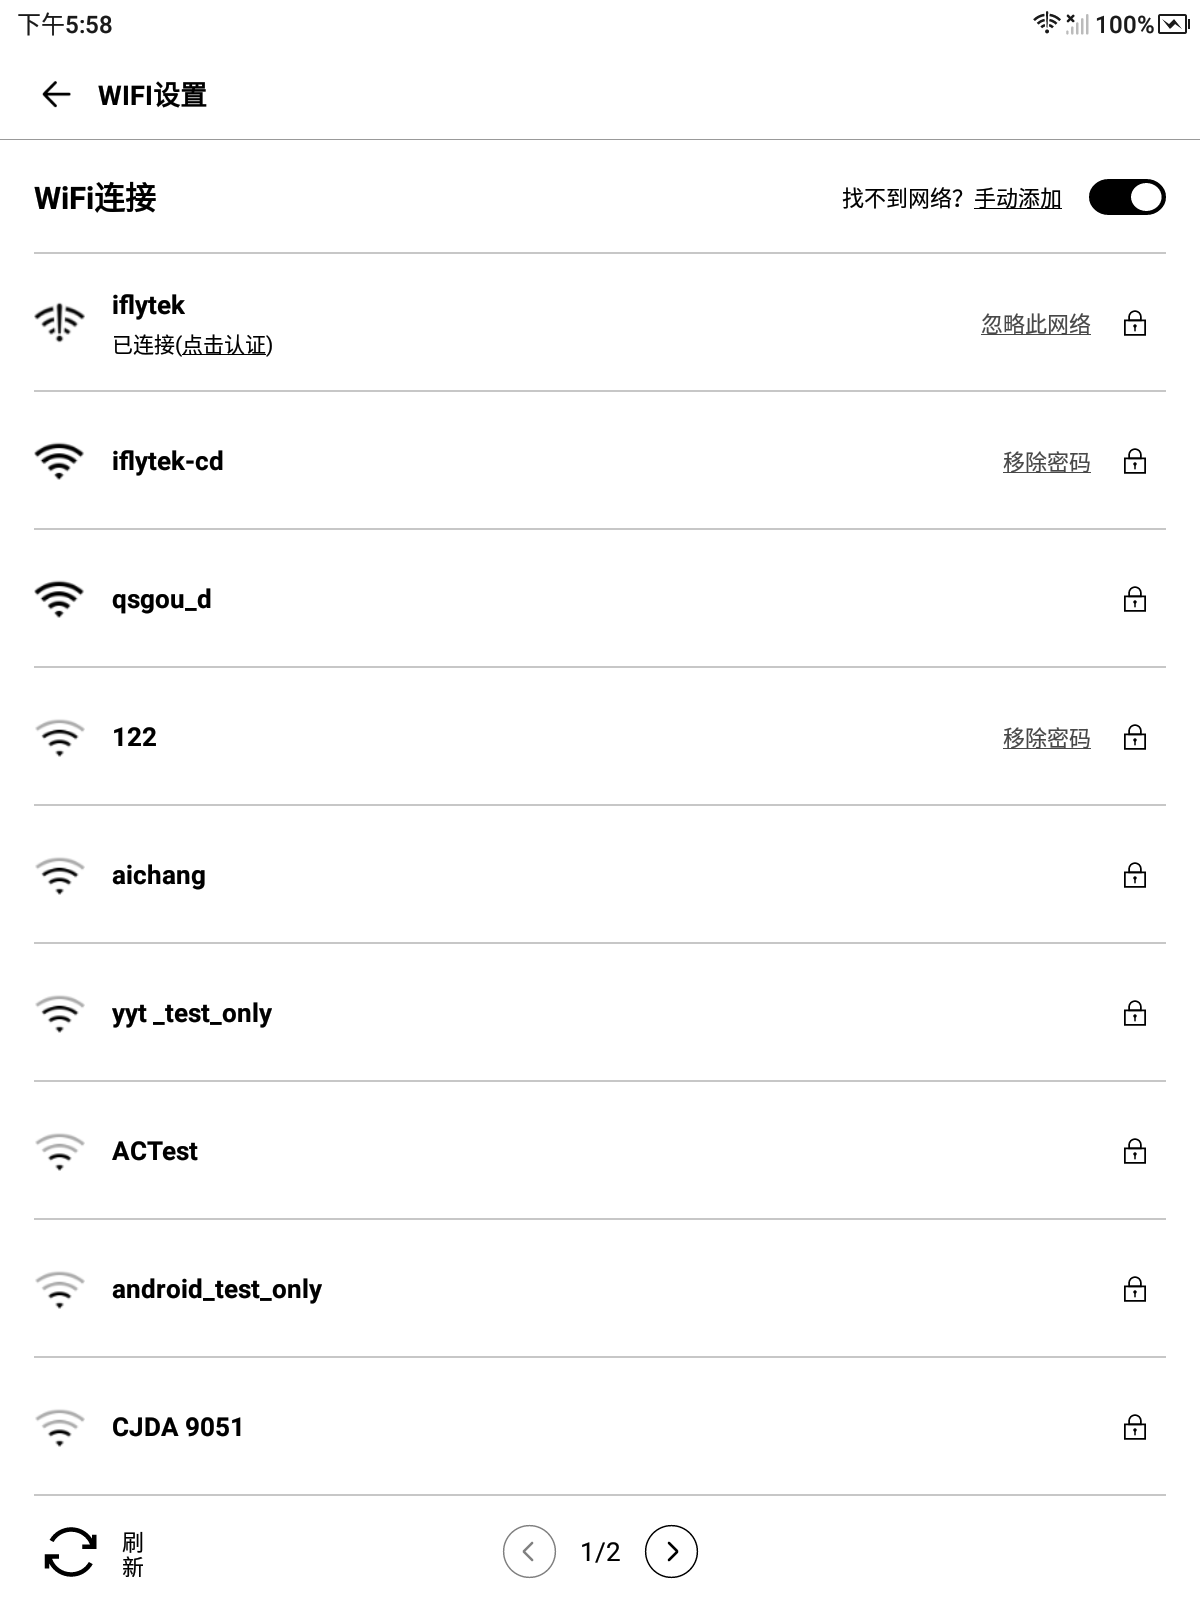 下午5:58 100%
WIFI设置
WiFi连接 找不到网络？手动添加
iflytek
已连接(点击认证) 忽略此网络
iflytek-cd 移除密码
qsgou_d
122 移除密码
aichang
yyt _test_only
ACTest
android_test_only
CJDA 9051
刷新 1/2